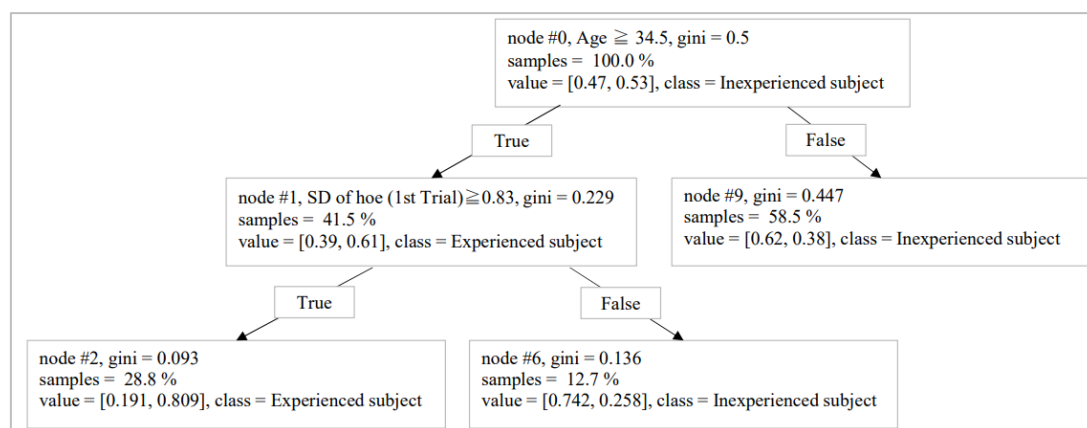 node #0, Age ≧ 34.5, gini = 0.5
samples = 100.0 %
value = [0.47, 0.53], class = Inexperienced subject
True
False
node #1, SD of hoe (1st Trial)≧0.83, gini = 0.229
samples = 41.5 %
value = [0.39, 0.61], class = Experienced subject
node #9, gini = 0.447
samples = 58.5 %
value = [0.62, 0.38], class = Inexperienced subject
True
False
node #2, gini = 0.093
samples = 28.8 %
value = [0.191, 0.809], class = Experienced subject
node #6, gini = 0.136
samples = 12.7 %
value = [0.742, 0.258], class = Inexperienced subject